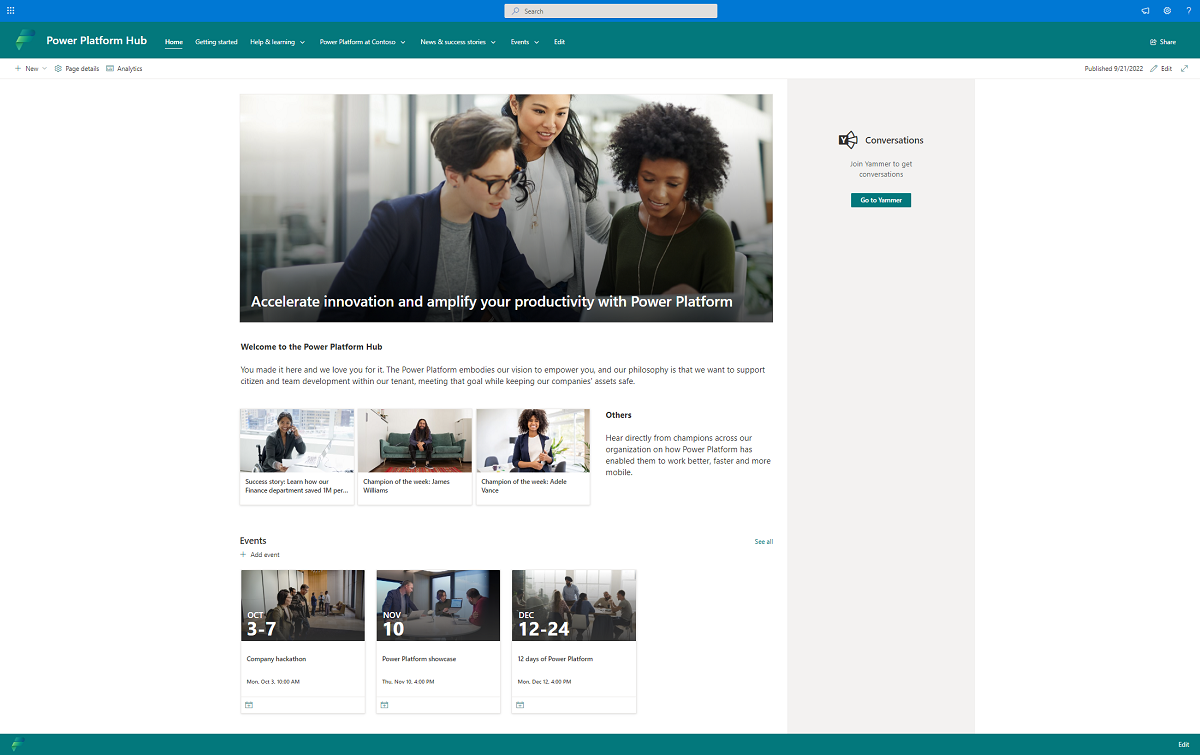 Search
Power Platform Hub
Home
Getting started
Help & learning
Power Platform at Contoso
News & success stories
Events
Edit
Share
New
Page details
Analytics
Published 9/21/2022
Edit
Accelerate innovation and amplify your productivity with Power Platform
Conversations
Join Yammer to get
conversations
Go to Yammer
Welcome to the Power Platform Hub
You made it here and we love you for it. The Power Platform embodies our vision to empower you, and our philosophy is that we want to support
citizen and team development within our tenant, meeting that goal while keeping our companies' assets safe.
Success story: Learn how our
Finance department saved 1M per...
Champion of the week: James
Williams
Champion of the week: Adele
Vance
Others
Hear directly from champions across our
organization on how Power Platform has
enabled them to work better, faster and more
mobile.
Events
See all
Add event
OCT
3-7
Company hackathon
Mon, Oct 3, 10:00 AM
NOV
10
Power Platform showcase
Thu, Nov 10, 4:00 PM
DEC
12-24
12 days of Power Platform
Mon, Dec 12, 4:00 PM
Edit